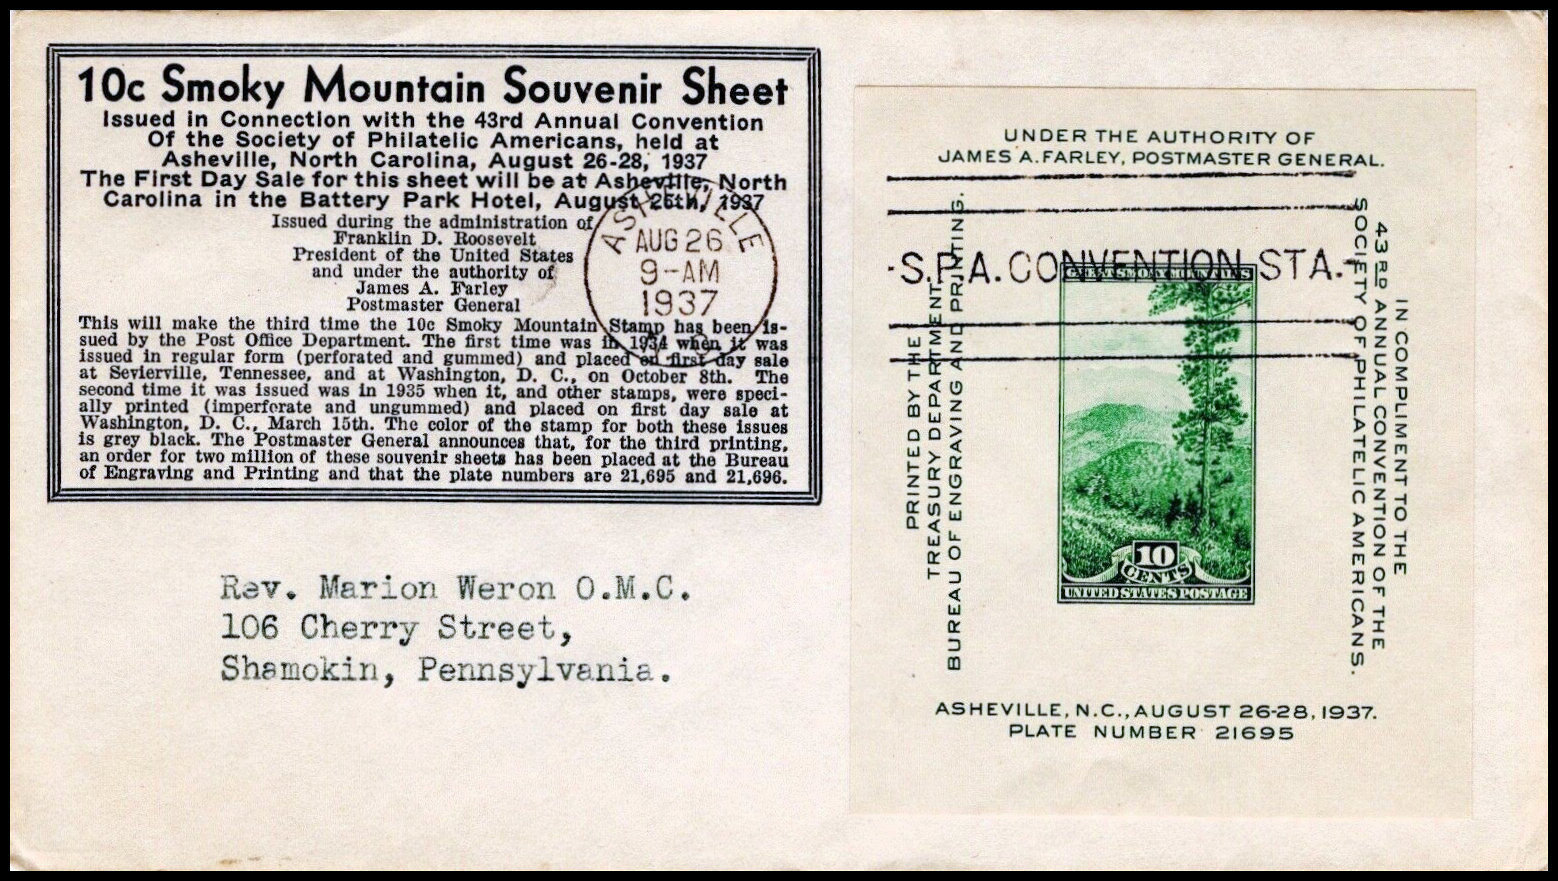 10c Smoky Mountain Souvenir Sheet
Issued in Connection with the 43rd Annual Convention
Of the Society of Philatelic Americans, held at
Asheville, North Carolina, August 26-28, 1937
The First Day Sale for this sheet will be at Asheville, North
Carolina in the Battery Park Hotel, August 26th, 1937
Issued during the administration of
Franklin D. Roosevelt
President of the United States
and under the authority of
James A. Farley
Postmaster General
This will make the third time the 10c Smoky Mountain Stamp has been is-
sued by the Post Office Department. The first time was in 1934 when it was
issued in regular form (perforated and gummed) and placed on first day sale
at Sevierville, Tennessee, and at Washington, D. C., on October 8th. The
second time it was issued was in 1935 when it, and other stamps, were speci-
ally printed (imperforate and ungummed) and placed on first day sale at
Washington, D. C., March 15th. The color of the stamp for both these issues
is grey black. The Postmaster General announces that, for the third printing,
an order for two million of these souvenir sheets has been placed at the Bureau
of Engraving and Printing and that the plate numbers are 21,695 and 21,696.
ASHEVILLE
AUG 26
9-AM
1937
S.P.A. CONVENTION STA.
Rev. Marion Weron O.M.C.
106 Cherry Street,
Shamokin, Pennsylvania.
UNDER THE AUTHORITY OF
JAMES A. FARLEY, POSTMASTER GENERAL.
PRINTED BY THE
TREASURY DEPARTMENT,
BUREAU OF ENGRAVING AND PRINTING.
10
CENTS
UNITED STATES POSTAGE
IN COMPLIMENT TO THE
43RD ANNUAL CONVENTION OF THE
SOCIETY OF PHILATELIC AMERICANS.
ASHEVILLE, N.C., AUGUST 26-28, 1937.
PLATE NUMBER 21695